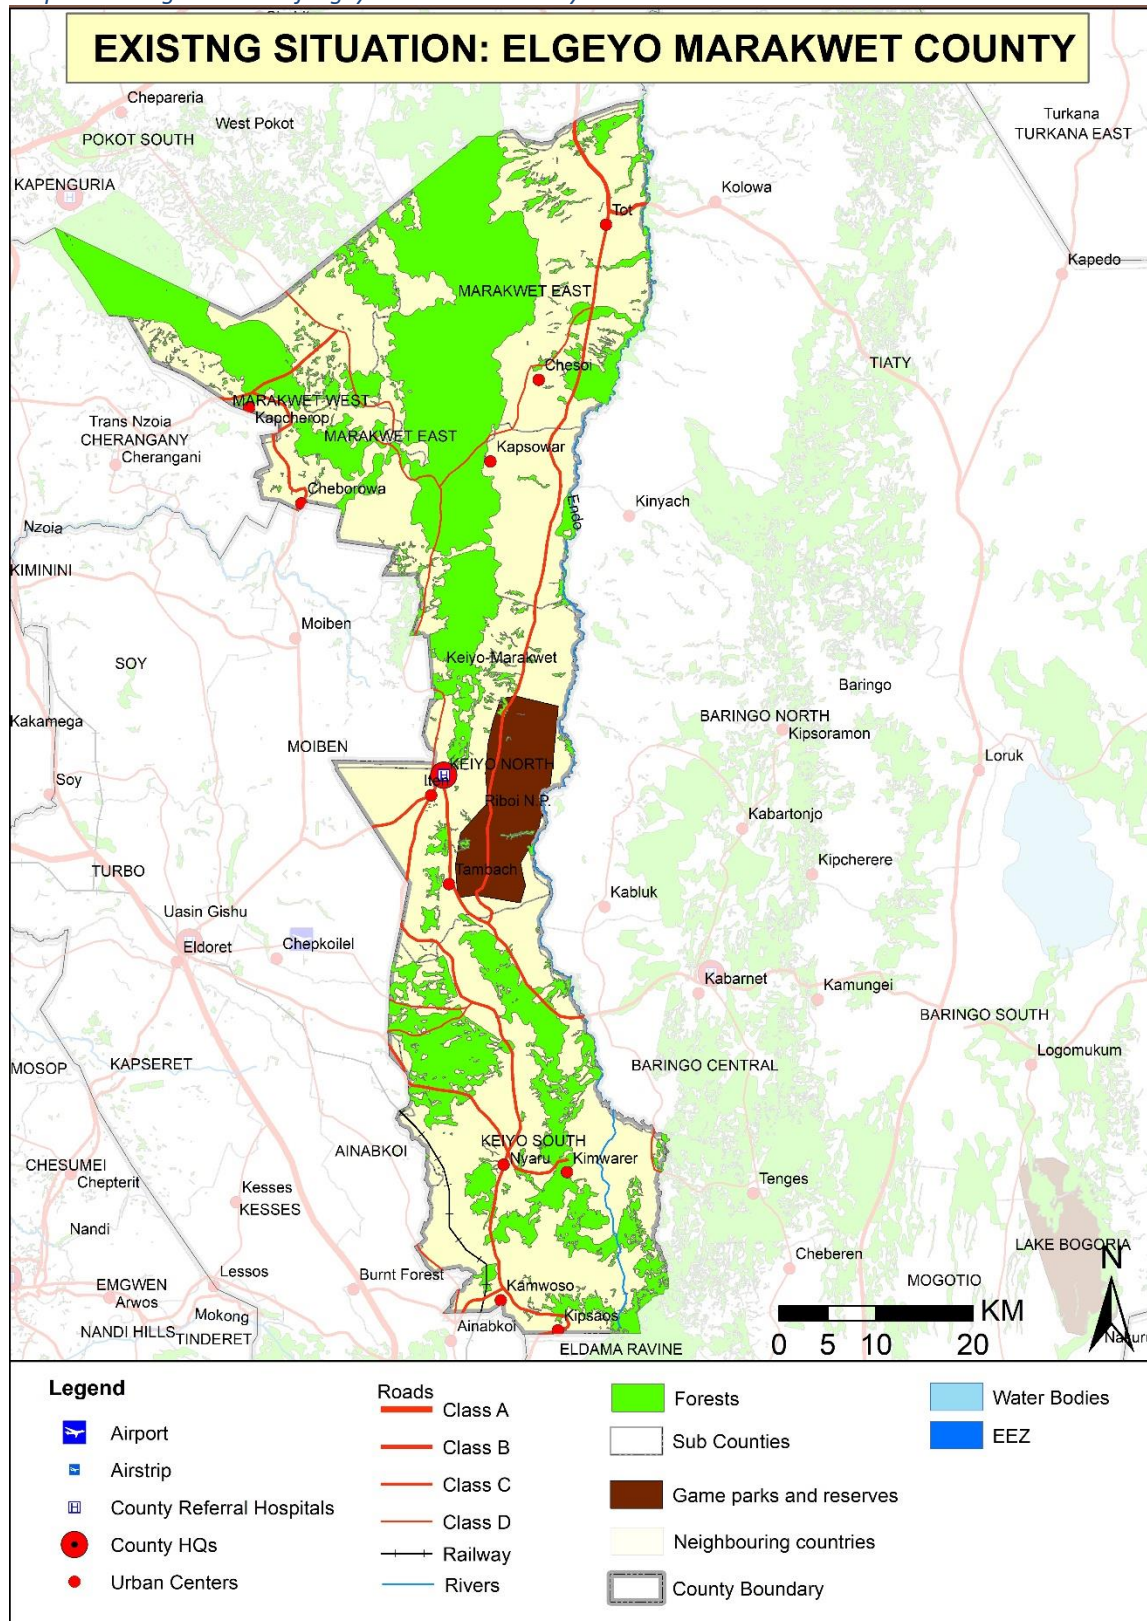 EXISTNG SITUATION: ELGEYO MARAKWET COUNTY
Chepareria
West Pokot
POKOT SOUTH
Turkana
TURKANA EAST
KAPENGURIA
Kolowa
Tot
Kapedo
MARAKWET EAST
TIATY
Chesoi
MARAKWET WEST
Kapcherop
Trans Nzoia
CHERANGANY
Cherangani
MARAKWET EAST
Kapsowar
Cheborowa
Endo
Kinyach
Nzoia
KIMININI
Moiben
SOY
Keiyo-Marakwet
Baringo
BARINGO NORTH
Kipsoramon
Kakamega
MOIBEN
Loruk
KEIYO NORTH
H
Iten
Soy
Riboi N.P.
Kabartonjo
TURBO
Tambach
Kipcherere
Kabluk
Uasin Gishu
Eldoret
Chepkoilel
Kabarnet
Kamungei
BARINGO SOUTH
Logomukum
MOSOP
KAPSERET
BARINGO CENTRAL
AINABKOI
KEIYO SOUTH
Nyaru
Kimwarer
CHESUMEI
Chepterit
Kesses
KESSES
Tenges
Nandi
LAKE BOGORIA
Cheberen
N
Lessos
Burnt Forest
MOGOTIO
EMGWEN
Arwos
Kamwoso
Mokong
Kipsaos
KM
NANDI HILLS
TINDERET
Ainabkoi
ELDAMA RAVINE
0 5 10 20
Legend
Airport
Airstrip
H County Referral Hospitals
County HQs
Urban Centers
Roads
Class A
Class B
Class C
Class D
Railway
Rivers
Forests
Sub Counties
Game parks and reserves
Neighbouring countries
County Boundary
Water Bodies
EEZ